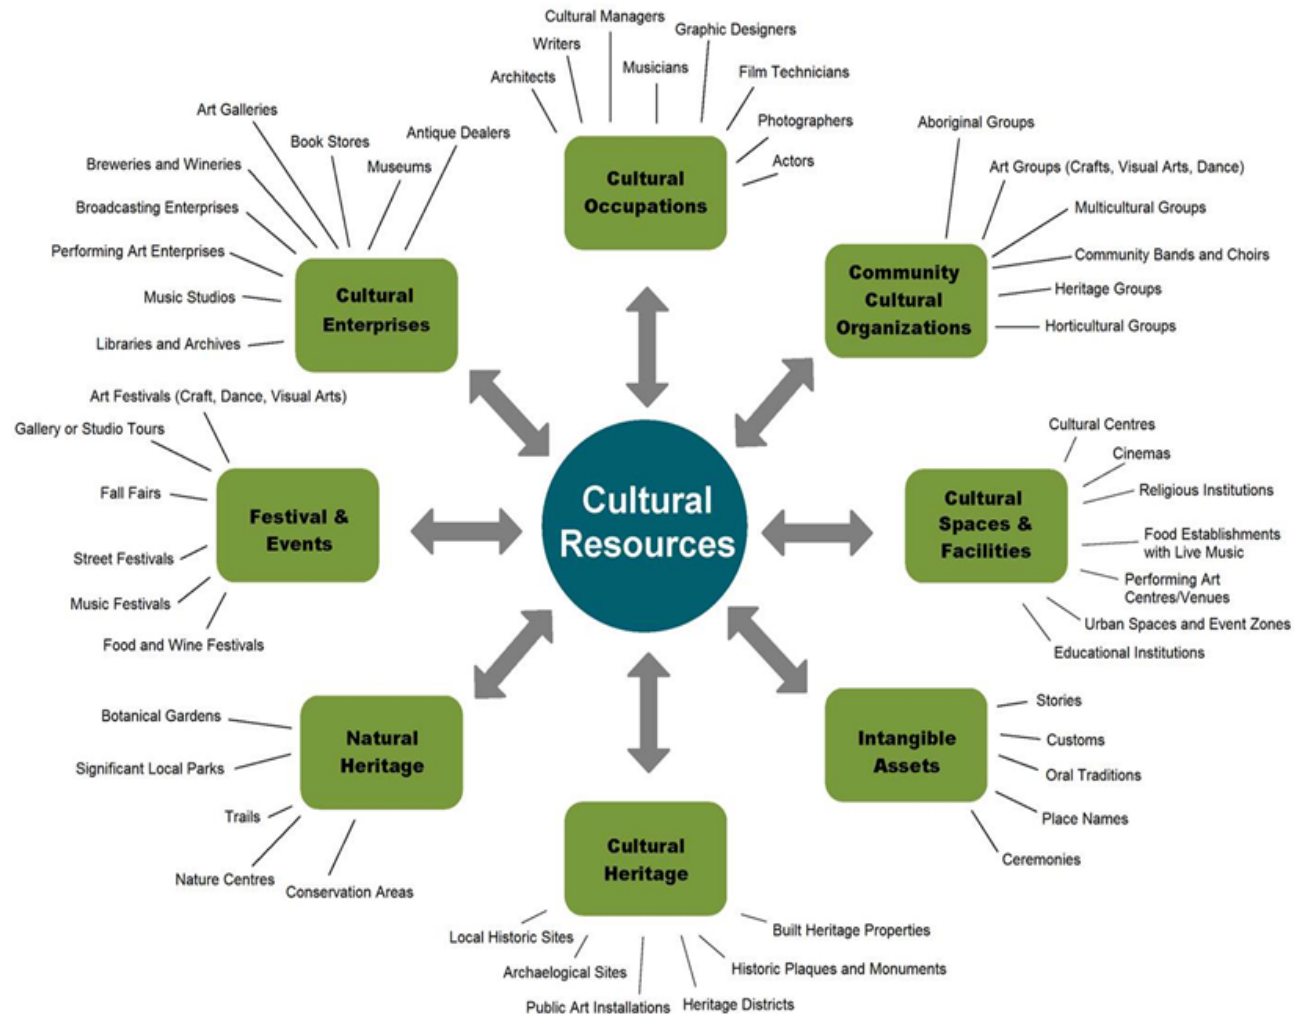 Cultural Managers
Graphic Designers
Writers
Musicians
Film Technicians
Architects
Photographers
Actors
Cultural
Occupations
Art Galleries
Book Stores
Antique Dealers
Museums
Breweries and Wineries
Broadcasting Enterprises
Performing Art Enterprises
Music Studios
Libraries and Archives
Cultural
Enterprises
Aboriginal Groups
Art Groups (Crafts, Visual Arts, Dance)
Multicultural Groups
Community Bands and Choirs
Heritage Groups
Horticultural Groups
Community
Cultural
Organizations
Art Festivals (Craft, Dance, Visual Arts)
Gallery or Studio Tours
Fall Fairs
Street Festivals
Music Festivals
Food and Wine Festivals
Festival &
Events
Cultural
Resources
Cultural
Spaces &
Facilities
Cultural Centres
Cinemas
Religious Institutions
Food Establishments
with Live Music
Performing Art
Centres/Venues
Urban Spaces and Event Zones
Educational Institutions
Botanical Gardens
Significant Local Parks
Trails
Nature Centres
Conservation Areas
Natural
Heritage
Intangible
Assets
Stories
Customs
Oral Traditions
Place Names
Ceremonies
Cultural
Heritage
Local Historic Sites
Archaelogical Sites
Public Art Installations
Heritage Districts
Historic Plaques and Monuments
Built Heritage Properties